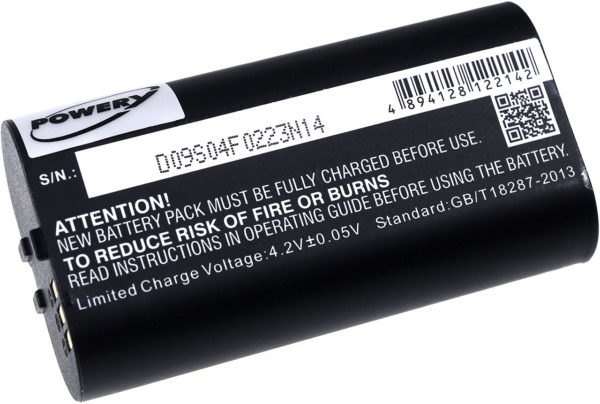 POWERY
4 894128 122142
S/N.:
D09S04F0223N14
ATTENTION!
NEW BATTERY PACK MUST BE FULLY CHARGED BEFORE USE.
TO REDUCE RISK OF FIRE OR BURNS
READ INSTRUCTIONS IN OPERATING GUIDE BEFORE USING BATTERY.
Limited Charge Voltage:4.2V±0.05V Standard:GB/T18287-2013